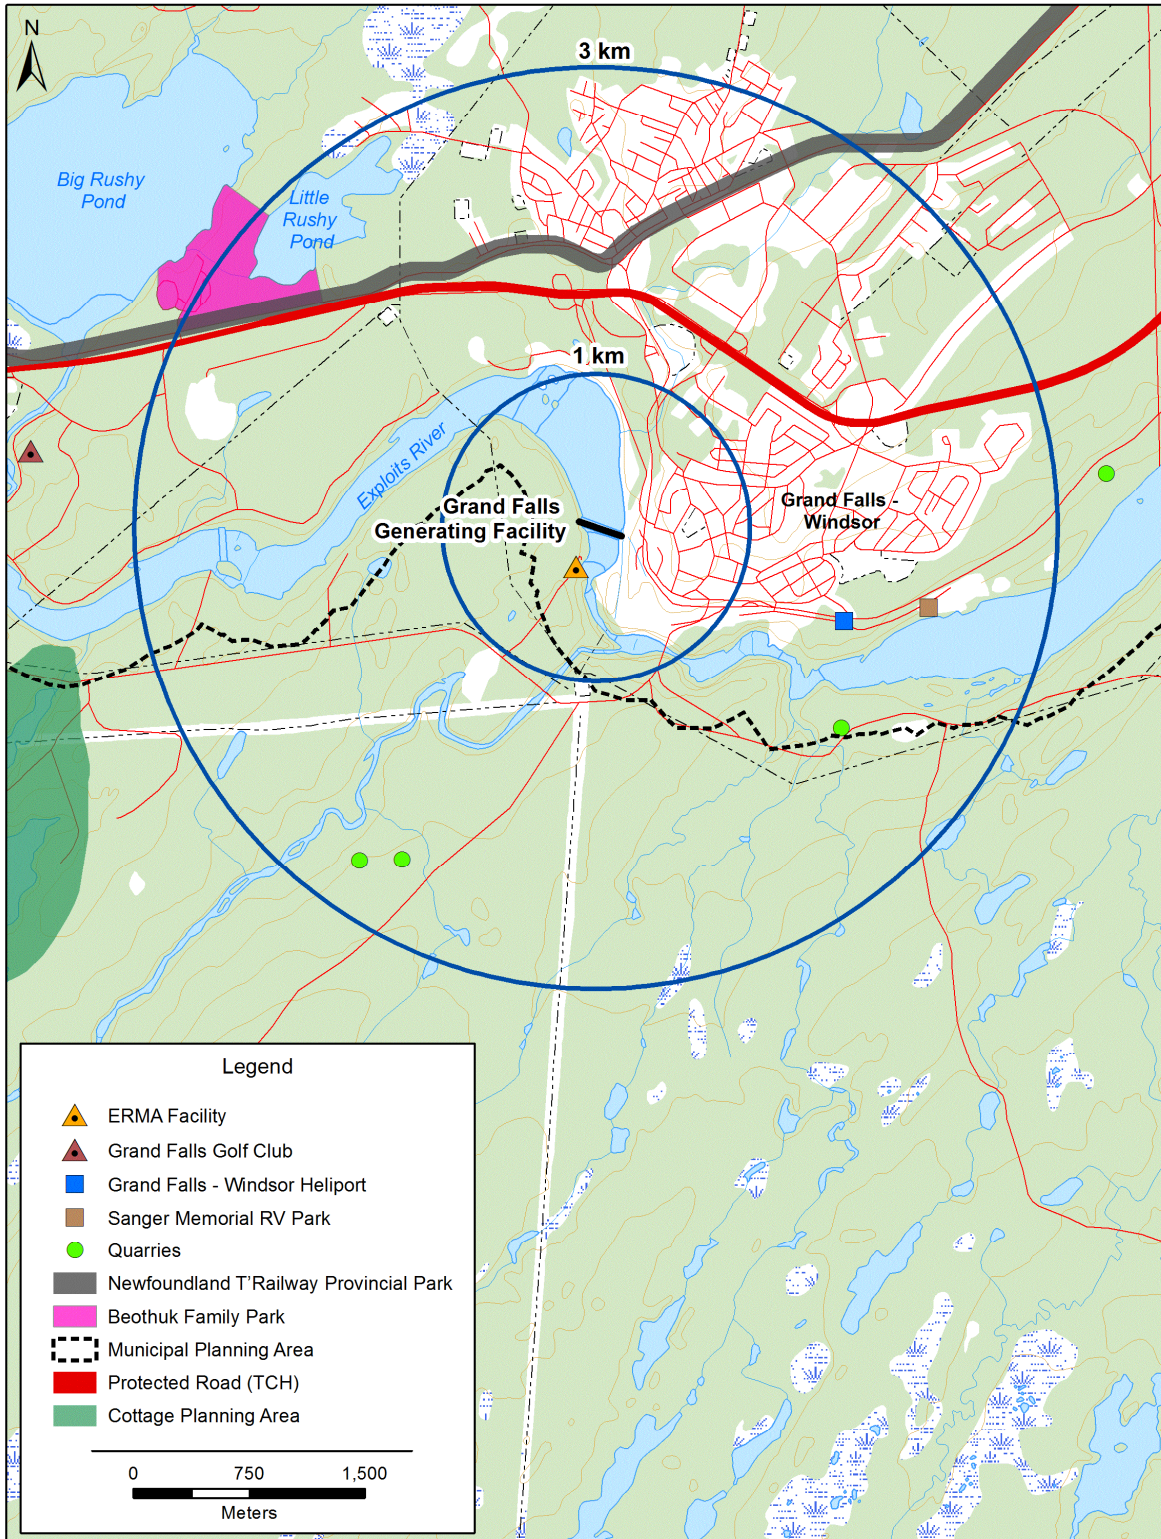 N
3 km
Big Rushy
Pond
Little
Rushy
Pond
1 km
Exploits River
Grand Falls
Generating Facility
Grand Falls -
Windsor
Legend
ERMA Facility
Grand Falls Golf Club
Grand Falls - Windsor Heliport
Sanger Memorial RV Park
Quarries
Newfoundland T'Railway Provincial Park
Beothuk Family Park
Municipal Planning Area
Protected Road (TCH)
Cottage Planning Area
0 750 1,500
Meters